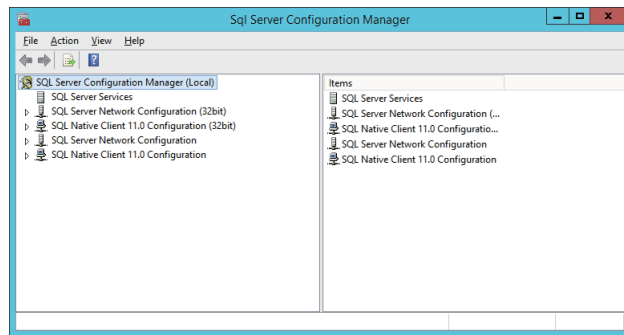 Sql Server Configuration Manager
File Action View Help
SQL Server Configuration Manager (Local)
SQL Server Services
SQL Server Network Configuration (32bit)
SQL Native Client 11.0 Configuration (32bit)
SQL Server Network Configuration
SQL Native Client 11.0 Configuration
Items
SQL Server Services
SQL Server Network Configuration (...
SQL Native Client 11.0 Configuratio...
SQL Server Network Configuration
SQL Native Client 11.0 Configuration